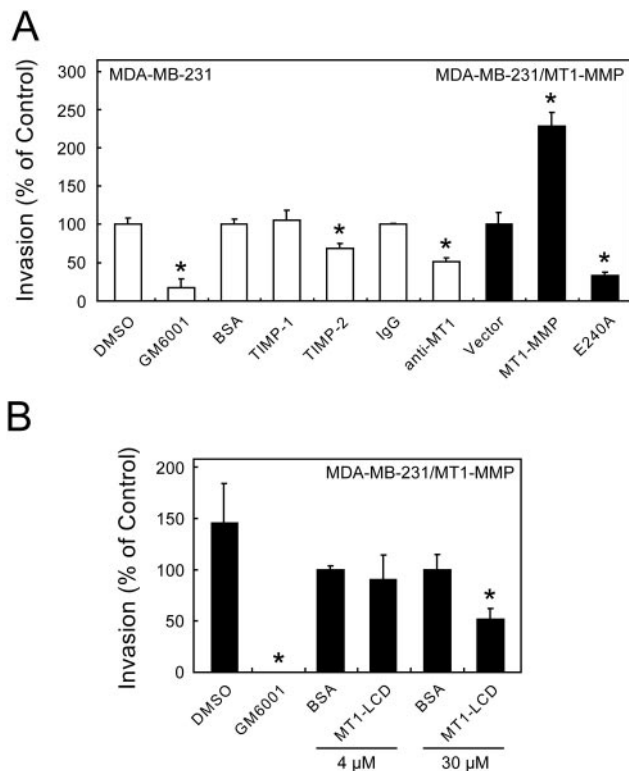 A
MDA-MB-231
MDA-MB-231/MT1-MMP
Invasion (% of Control)
300
250
200
150
100
50
0
*
*
*
*
*
DMSO
GM6001
BSA
TIMP-1
TIMP-2
IgG
anti-MT1
Vector
MT1-MMP
E240A
B
MDA-MB-231/MT1-MMP
Invasion (% of Control)
200
150
100
50
0
*
*
DMSO
GM6001
BSA
MT1-LCD
BSA
MT1-LCD
4 µM
30 µM